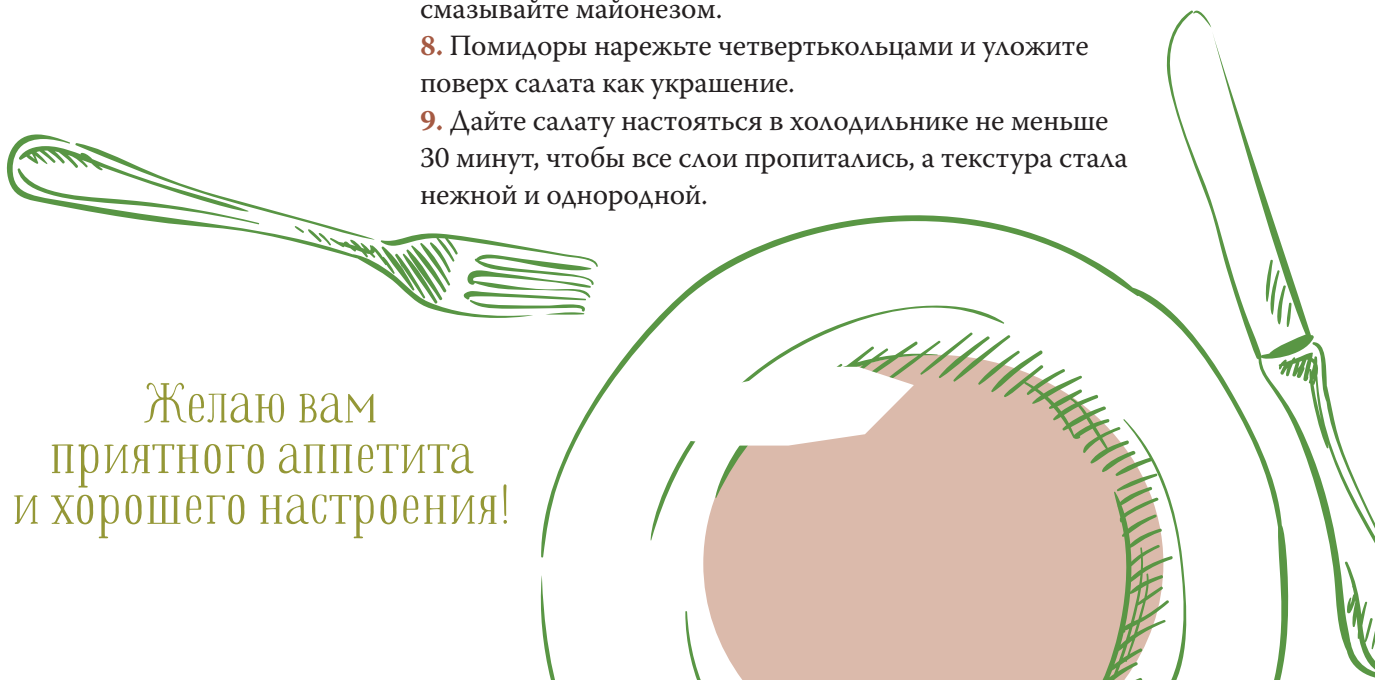 смазывайте майонезом.
8. Помидоры нарежьте четвертькольцами и уложите
поверх салата как украшение.
9. Дайте салату настояться в холодильнике не меньше
30 минут, чтобы все слои пропитались, а текстура стала
нежной и однородной.
Желаю вам
приятного аппетита
и хорошего настроения!